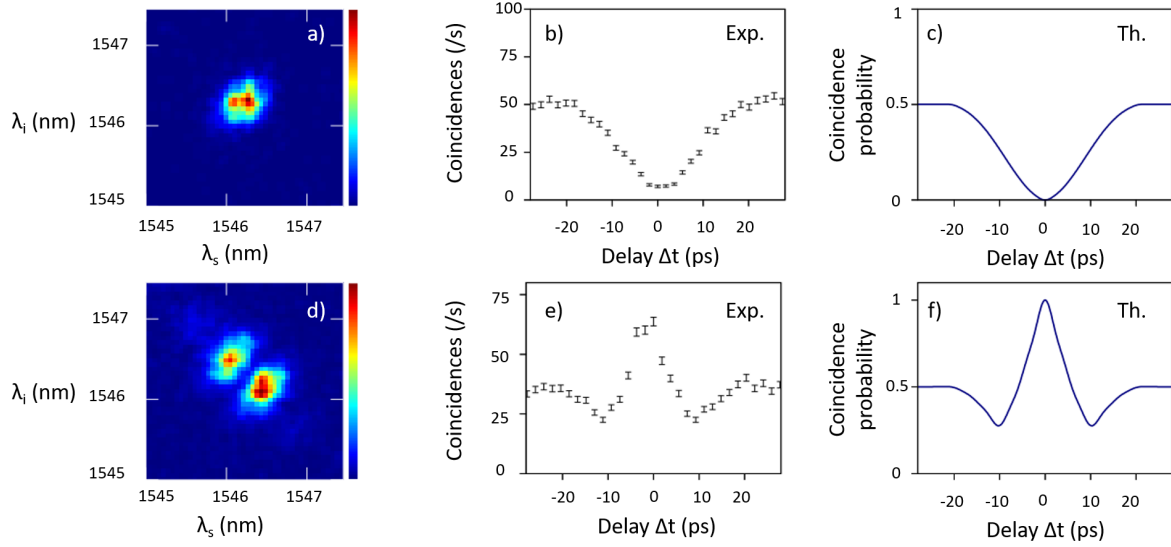 a)
1547
1546
1545
λi (nm)
1545 1546 1547
λs (nm)
b) Exp.
100
75
50
25
0
Coincidences (/s)
-20 -10 0 10 20
Delay Δt (ps)
c) Th.
1
0.5
0
Coincidence
probability
-20 -10 0 10 20
Delay Δt (ps)
d)
1547
1546
1545
λi (nm)
1545 1546 1547
λs (nm)
e) Exp.
75
50
25
0
Coincidences (/s)
-20 -10 0 10 20
Delay Δt (ps)
f) Th.
1
0.5
0
Coincidence
probability
-20 -10 0 10 20
Delay Δt (ps)